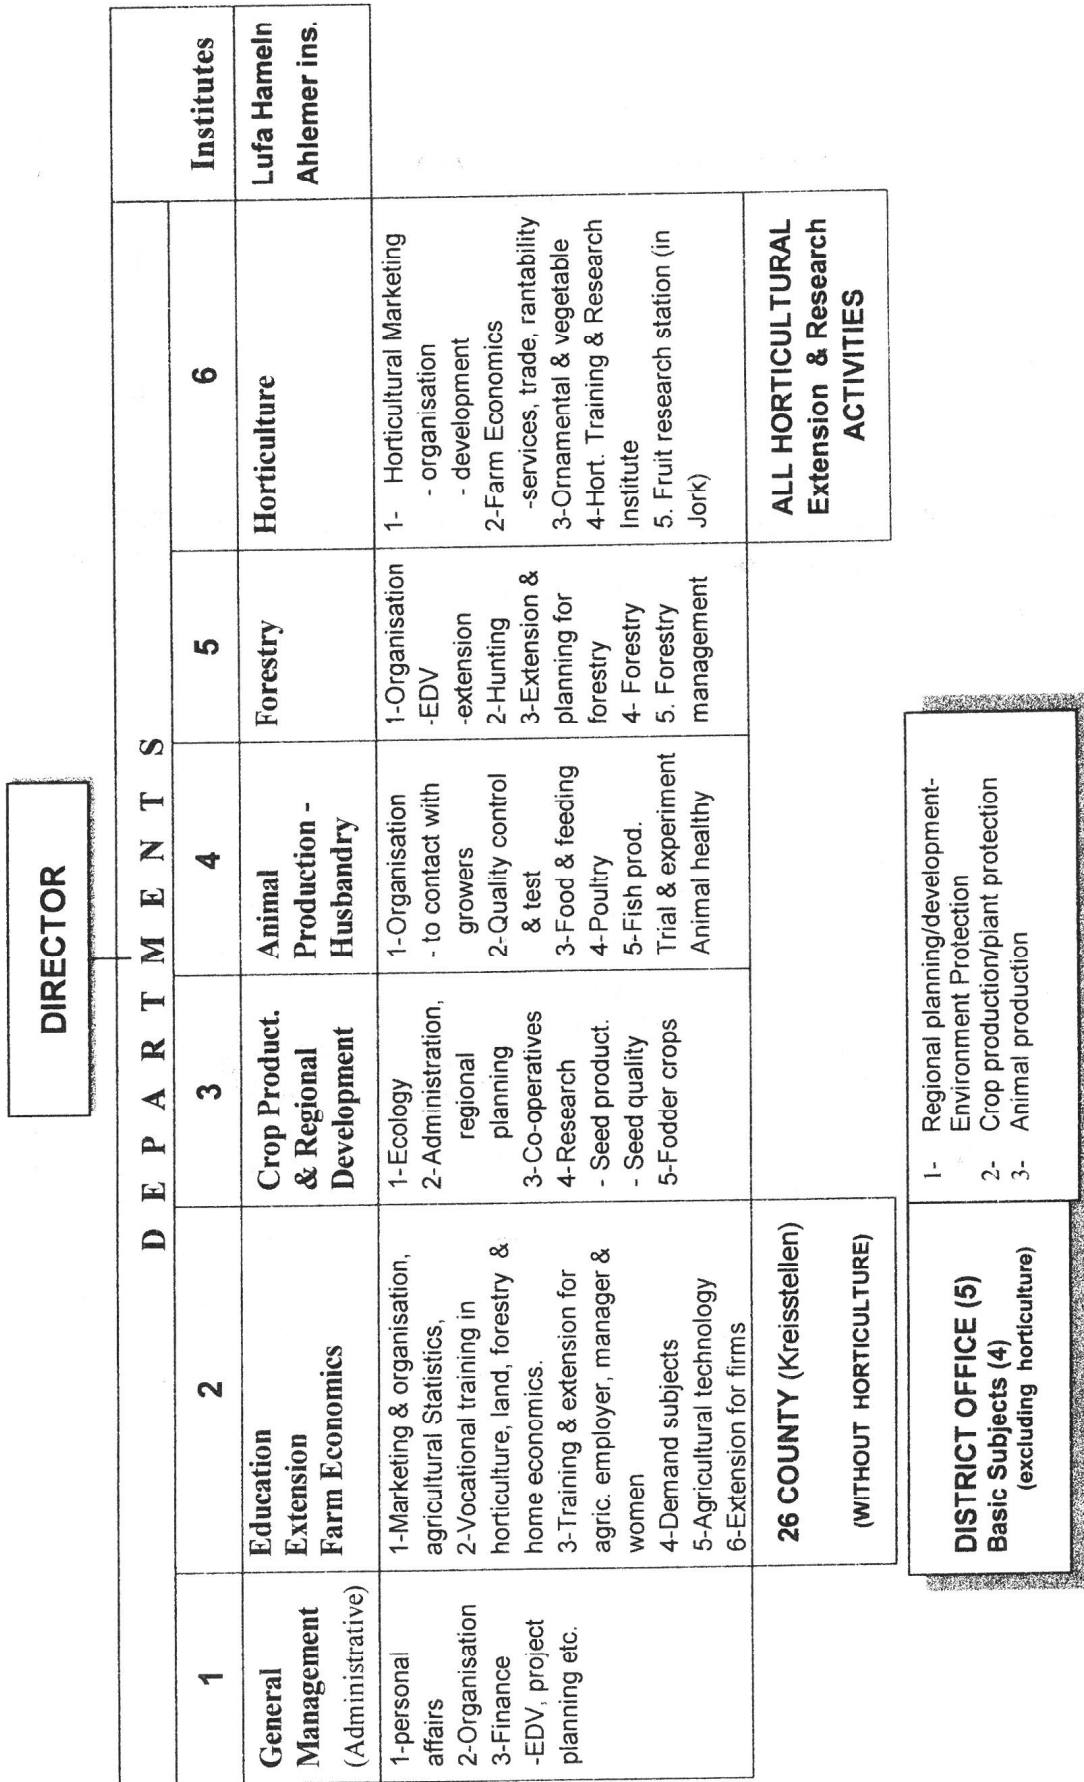 DIRECTOR
D E P A R T M E N T S
1
2
3
4
5
6
Institutes
General
Management
(Administrative)
Education
Extension
Farm Economics
Crop Product.
& Regional
Development
Animal
Production -
Husbandry
Forestry
Horticulture
Lufa Hameln
Ahlemer ins.
1-personal
affairs
2-Organisation
3-Finance
-EDV, project
planning etc.
1-Marketing & organisation,
agricultural Statistics,
2-Vocational training in
horticulture, land, forestry &
home economics.
3-Training & extension for
agric. employer, manager &
women
4-Demand subjects
5-Agricultural technology
6-Extension for firms
1-Ecology
2-Administration,
regional
planning
3-Co-operatives
4-Research
- Seed product.
- Seed quality
5-Fodder crops
1-Organisation
- to contact with
growers
2-Quality control
& test
3-Food & feeding
4-Poultry
5-Fish prod.
Trial & experiment
Animal healthy
1-Organisation
-EDV
-extension
2-Hunting
3-Extension &
planning for
forestry
4- Forestry
5. Forestry
management
1- Horticultural Marketing
- organisation
- development
2-Farm Economics
-services, trade, rantability
3-Ornamental & vegetable
4-Hort. Training & Research
Institute
5. Fruit research station (in
Jork)
26 COUNTY (Kreisstellen)
(WITHOUT HORTICULTURE)
ALL HORTICULTURAL
Extension & Research
ACTIVITIES
DISTRICT OFFICE (5)
Basic Subjects (4)
(excluding horticulture)
1- Regional planning/development-
Environment Protection
2- Crop production/plant protection
3- Animal production